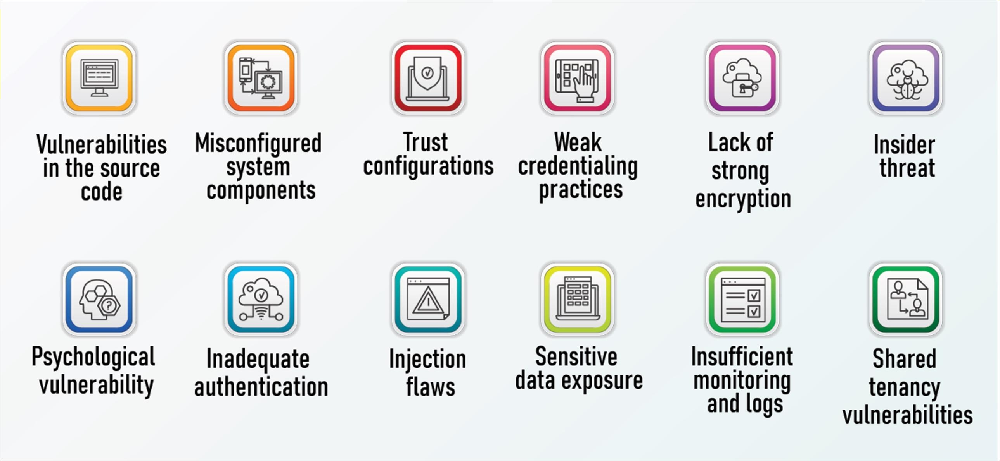 Vulnerabilities
in the source
code
Misconfigured
system
components
Trust
configurations
Weak
credentialing
practices
Lack of
strong
encryption
Insider
threat
Psychological
vulnerability
Inadequate
authentication
Injection
flaws
Sensitive
data exposure
Insufficient
monitoring
and logs
Shared
tenancy
vulnerabilities